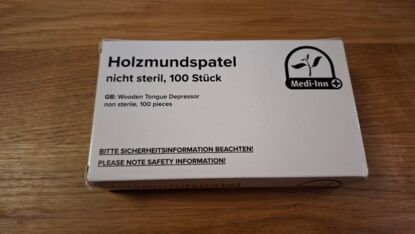 Holzmundspatel
nicht steril, 100 Stück
GB: Wooden Tongue Depressor
non sterile, 100 pieces
Medi-Inn
BITTE SICHERHEITSINFORMATION BEACHTEN!
PLEASE NOTE SAFETY INFORMATION!
Holzmundspatel